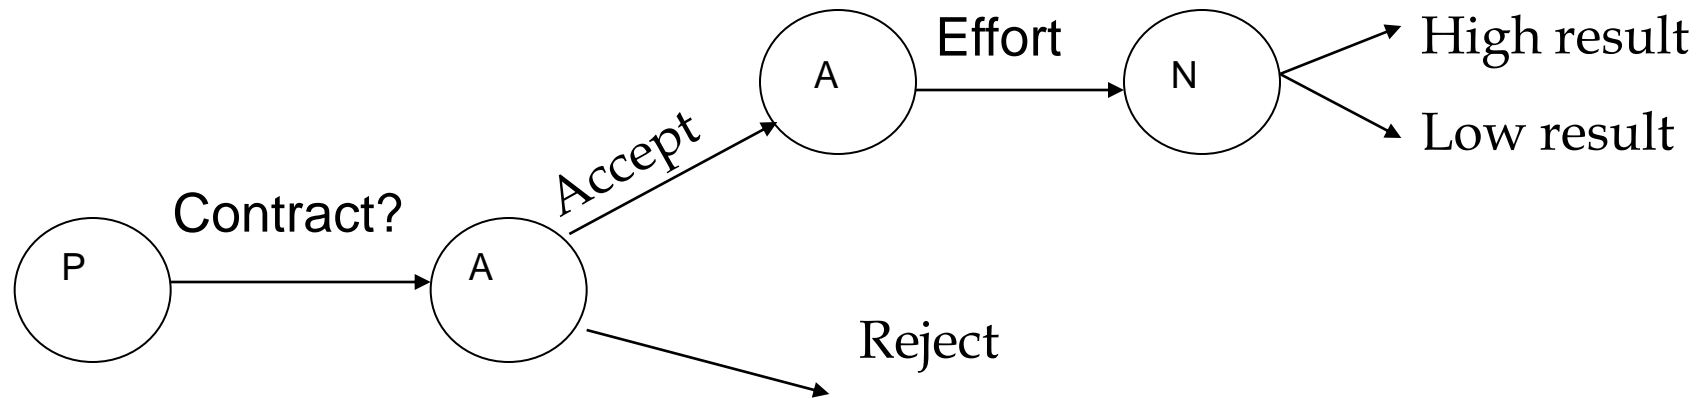 P
Contract?
A
Accept
A
Effort
N
High result
Low result
Reject